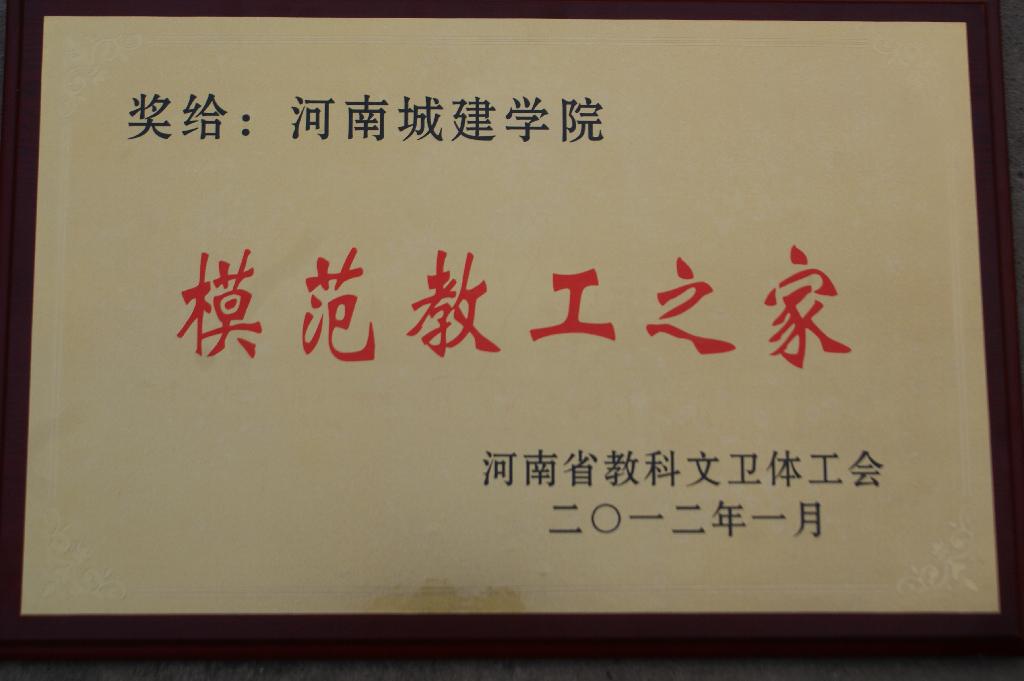 奖给：河南城建学院
模范教工之家
河南省教科文卫体工会
二〇一二年一月